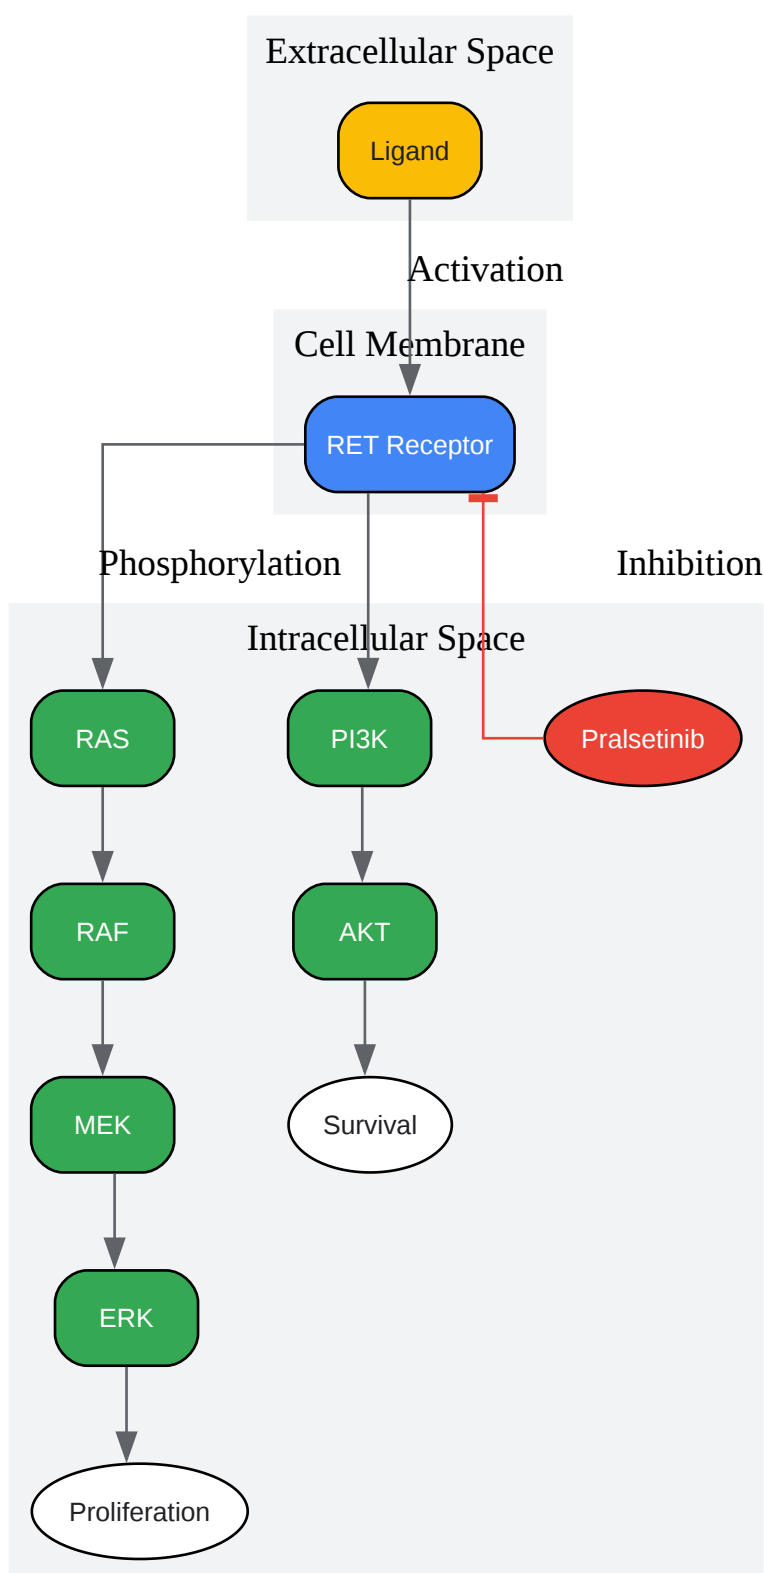 Extracellular Space
Ligand
Activation
Cell Membrane
RET Receptor
Phosphorylation
Inhibition
Intracellular Space
RAS
PI3K
Pralsetinib
RAF
AKT
MEK
Survival
ERK
Proliferation